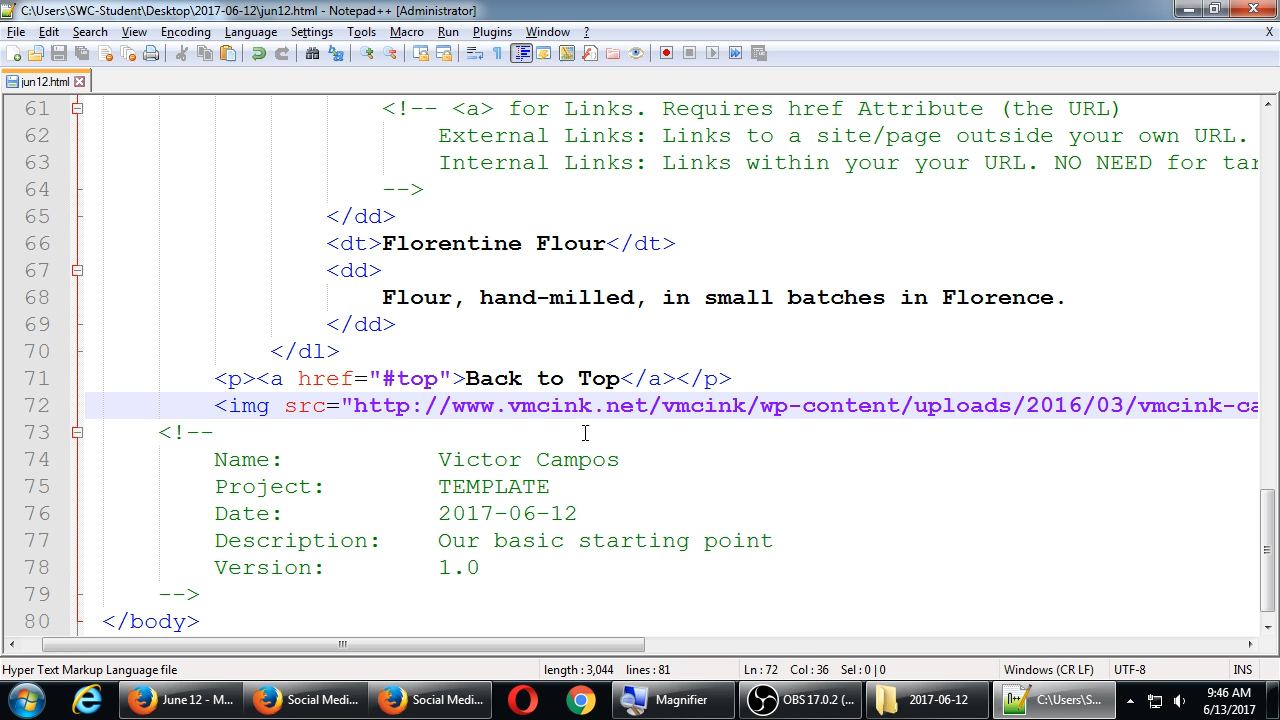 C:\Users\SWC-Student\Desktop\2017-06-12\jun12.html - Notepad++ [Administrator]
File Edit Search View Encoding Language Settings Tools Macro Run Plugins Window ? X
jun12.html
61 <!-- <a> for Links. Requires href Attribute (the URL)
62 External Links: Links to a site/page outside your own URL.
63 Internal Links: Links within your your URL. NO NEED for tar
64 -->
65 </dd>
66 <dt>Florentine Flour</dt>
67 <dd>
68 Flour, hand-milled, in small batches in Florence.
69 </dd>
70 </dl>
71 <p><a href="#top">Back to Top</a></p>
72 <img src="http://www.vmcink.net/vmcink/wp-content/uploads/2016/03/vmcink-ca
73 <!--
74 Name: Victor Campos
75 Project: TEMPLATE
76 Date: 2017-06-12
77 Description: Our basic starting point
78 Version: 1.0
79 -->
80 </body>
Hyper Text Markup Language file length : 3,044 lines : 81 Ln : 72 Col : 36 Sel : 0 | 0 Windows (CR LF) UTF-8 INS
June 12 - M... Social Medi... Social Medi... Magnifier OBS 17.0.2 (... 2017-06-12 C:\Users\S... 9:46 AM
6/13/2017